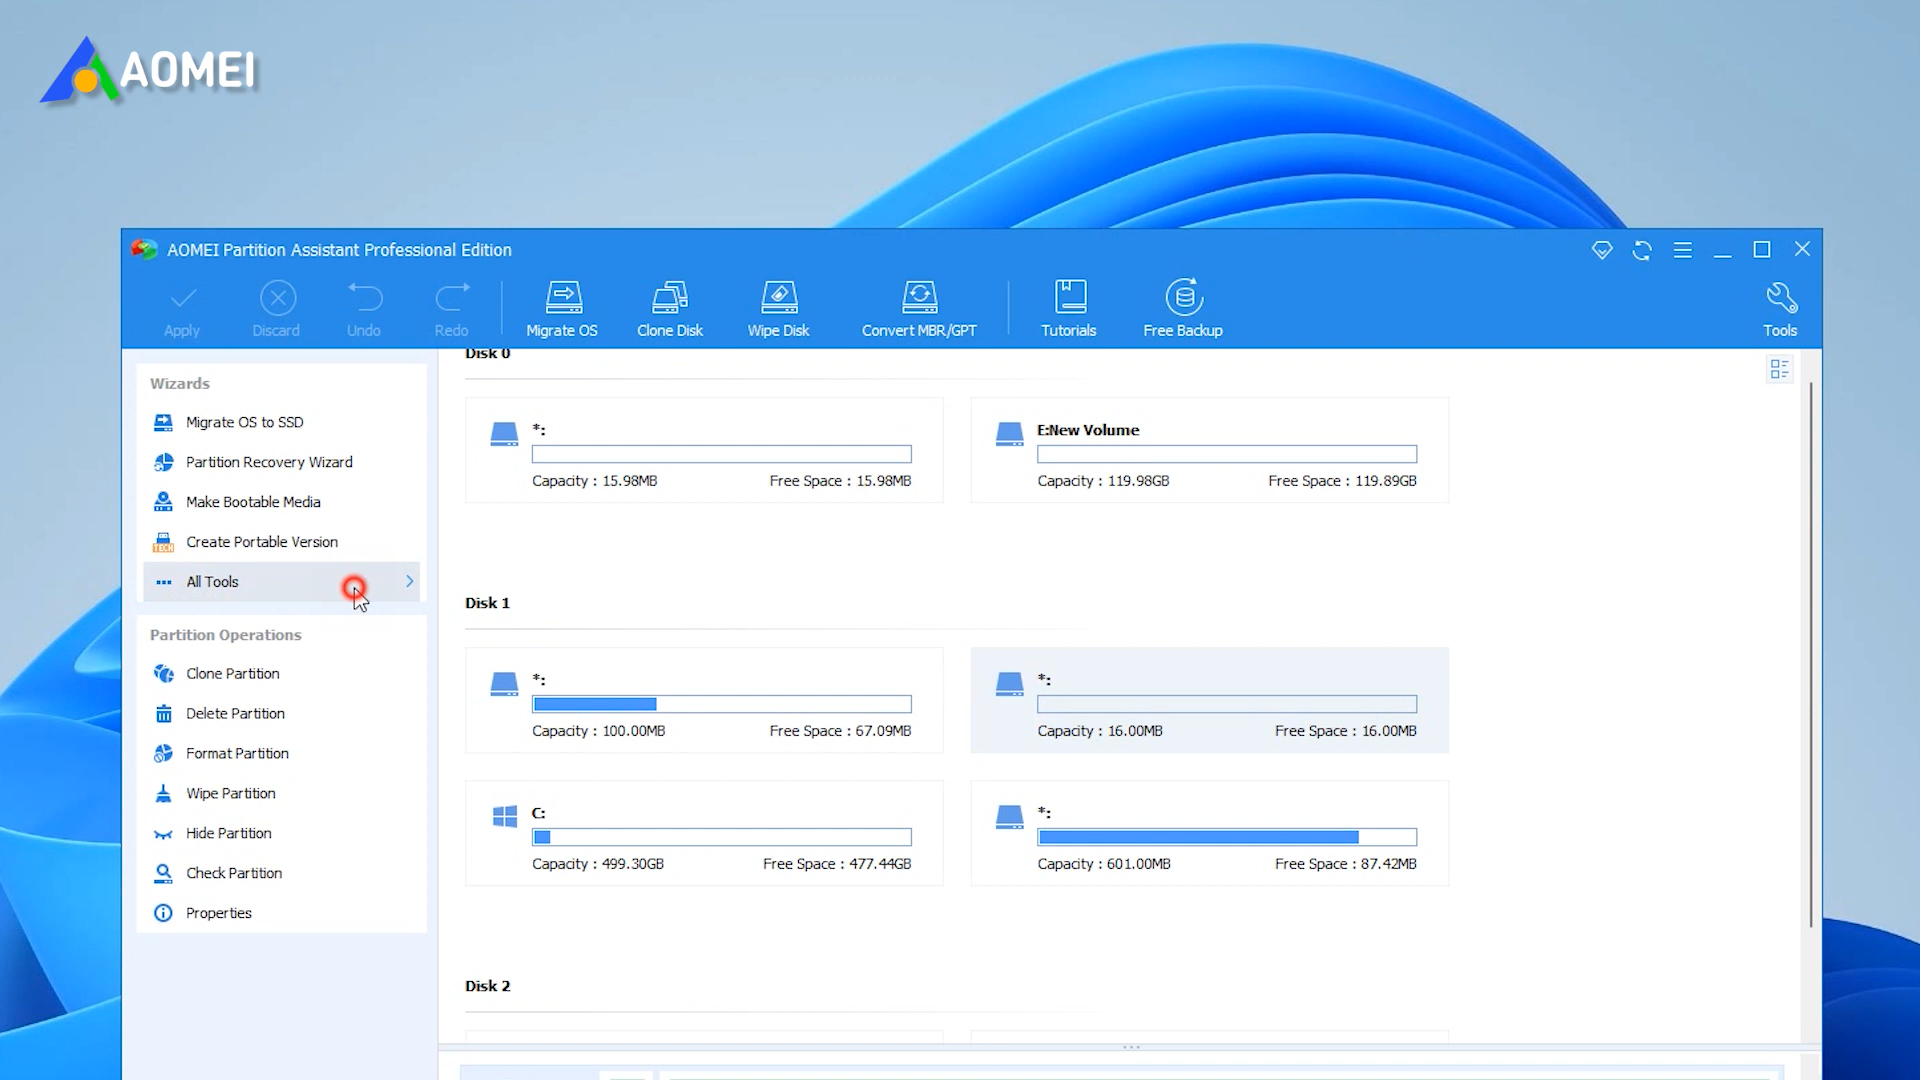 AOMEI
AOMEI Partition Assistant Professional Edition
Apply
Discard
Undo
Redo
Migrate OS
Clone Disk
Wipe Disk
Convert MBR/GPT
Tutorials
Free Backup
Tools
Wizards
Migrate OS to SSD
Partition Recovery Wizard
Make Bootable Media
TECH
Create Portable Version
All Tools
Partition Operations
Clone Partition
Delete Partition
Format Partition
Wipe Partition
Hide Partition
Check Partition
Properties
Disk 0
*:
Capacity : 15.98MB
Free Space : 15.98MB
E:New Volume
Capacity : 119.98GB
Free Space : 119.89GB
Disk 1
*:
Capacity : 100.00MB
Free Space : 67.09MB
*:
Capacity : 16.00MB
Free Space : 16.00MB
C:
Capacity : 499.30GB
Free Space : 477.44GB
*:
Capacity : 601.00MB
Free Space : 87.42MB
Disk 2